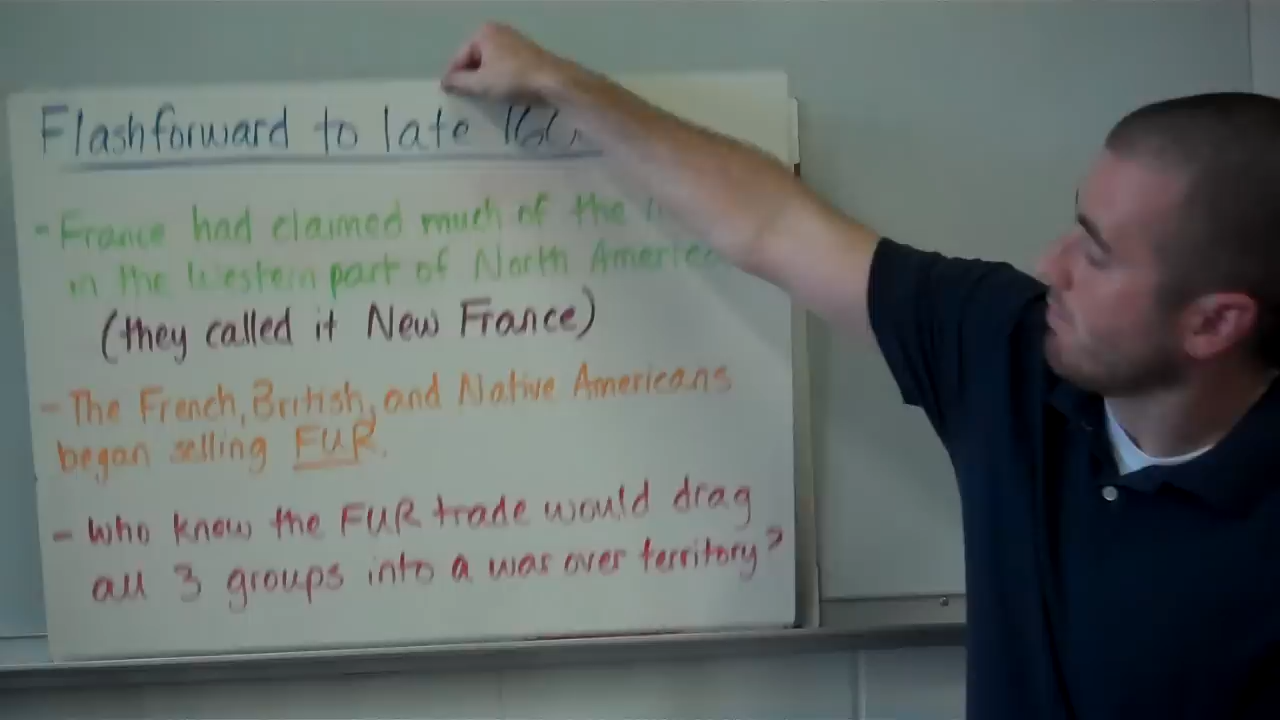 Flashforward to late
- France had claimed much of the
in the Western part of North America
(they called it New France)
- The French, British, and Native Americans
began selling FUR.
- Who know the FUR trade would drag
all 3 groups into a war over territory?